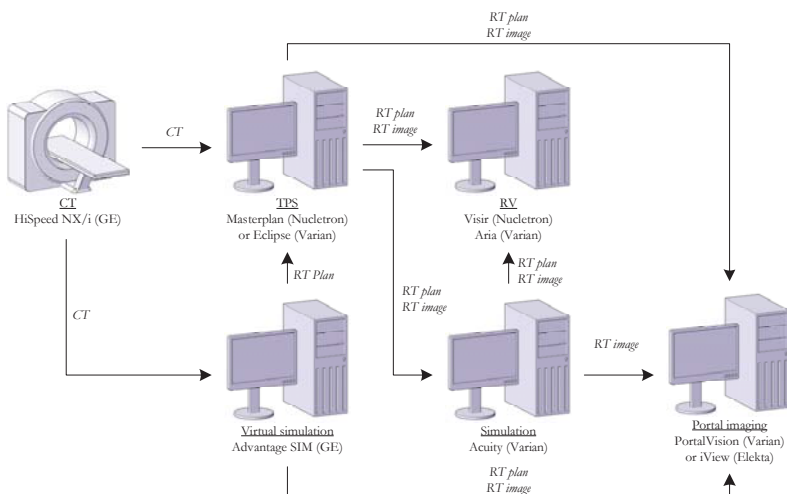 RT plan
RT image
CT
RT plan
RT image
CT
HiSpeed NX/i (GE)
TPS
Masterplan (Nucletron)
or Eclipse (Varian)
RV
Visir (Nucletron)
Aria (Varian)
RT Plan
RT plan
RT image
RT plan
RT image
CT
RT image
Virtual simulation
Advantage SIM (GE)
Simulation
Acuity (Varian)
Portal imaging
PortalVision (Varian)
or iView (Elekta)
RT plan
RT image